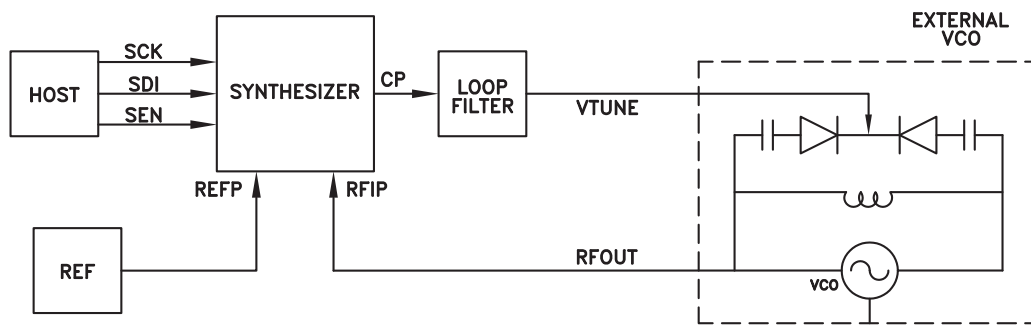 EXTERNAL
VCO
HOST
SCK
SDI
SEN
SYNTHESIZER
CP
LOOP
FILTER
VTUNE
REFP
RFIP
REF
RFOUT
VCO